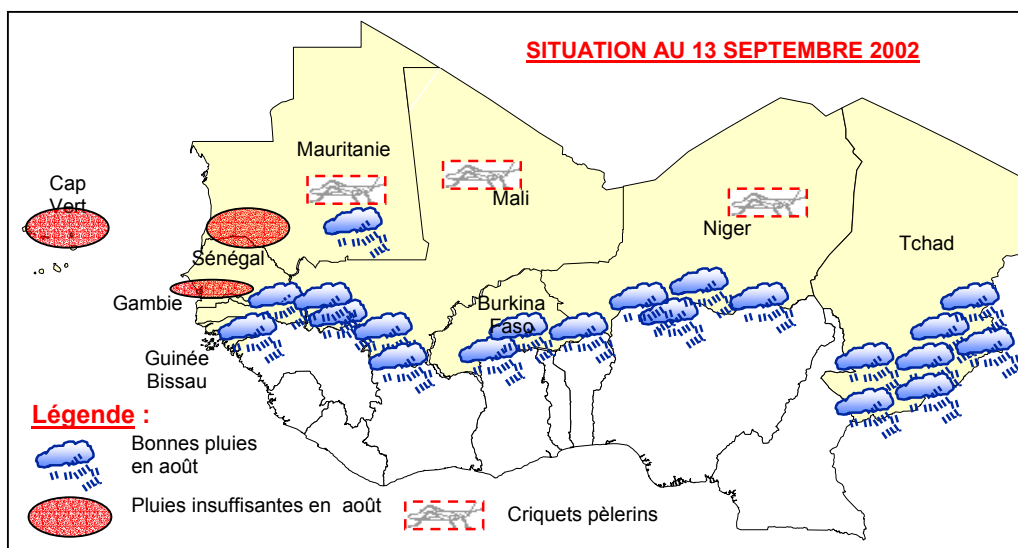 SITUATION AU 13 SEPTEMBRE 2002
Mauritanie
Cap
Vert
Mali
Niger
Tchad
Sénégal
Gambie
Burkina
Faso
Guinée
Bissau
Légende :
Bonnes pluies
en août
Pluies insuffisantes en août
Criquets pèlerins